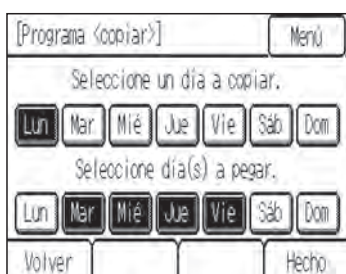 [Programa <copiar>] Menú
Seleccione un día a copiar.
Lun Mar Mié Jue Vie Sáb Dom
Seleccione día(s) a pegar.
Lun Mar Mié Jue Vie Sáb Dom
Volver Hecho